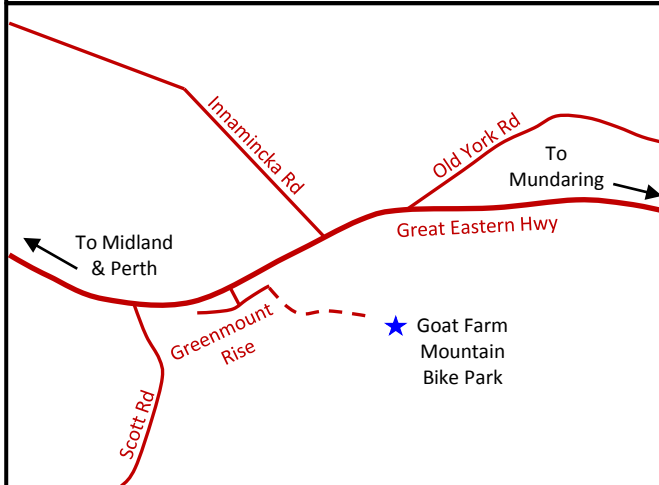 Innamincka Rd
Old York Rd
To
Mundaring
Great Eastern Hwy
To Midland
& Perth
Greenmount
Rise
Goat Farm
Mountain
Bike Park
Scott Rd